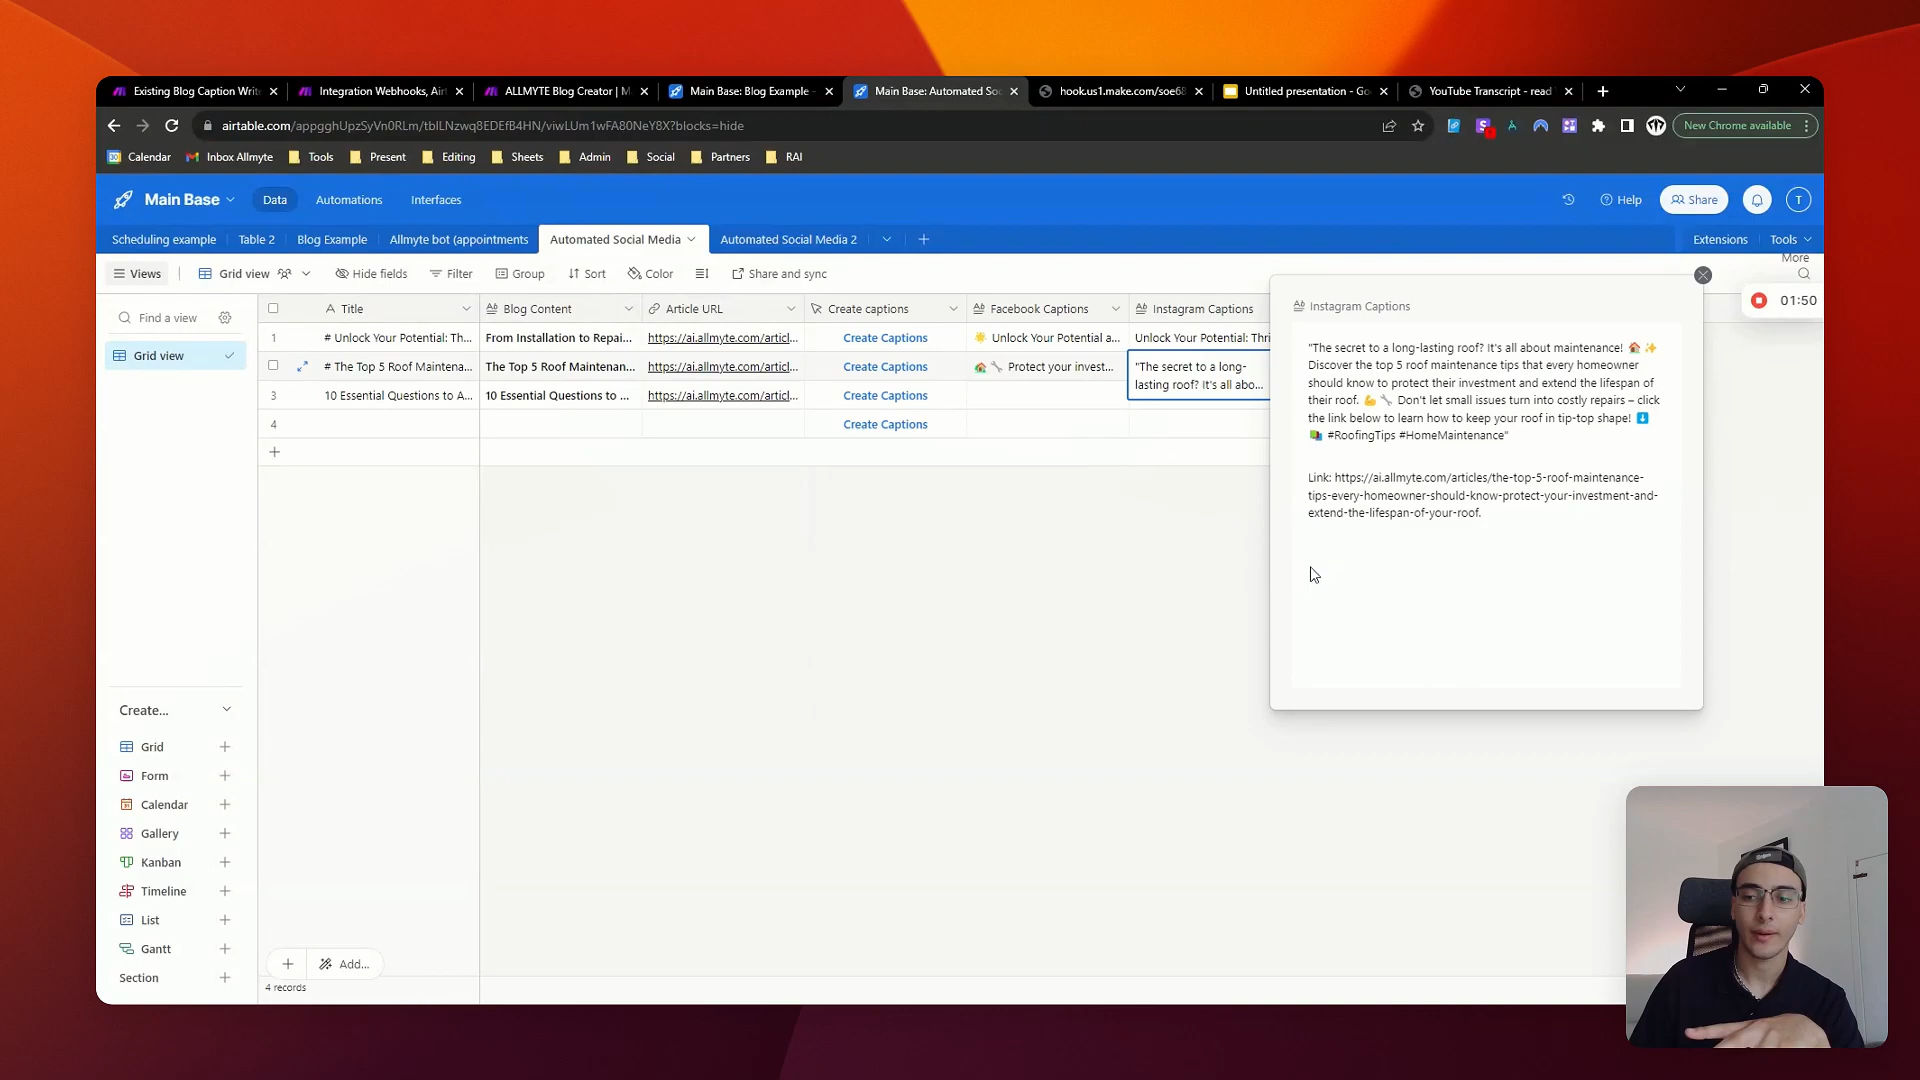 Existing Blog Caption Write
Integration Webhooks, Airt
ALLMYTE Blog Creator | M
Main Base: Blog Example -
Main Base: Automated Soc
hook.us1.make.com/soe68
Untitled presentation - Go
YouTube Transcript - read
airtable.com/appgghUpzSyVn0RLm/tblLNzwq8EDEfB4HN/viwLUm1wFA80NeY8X?blocks=hide
New Chrome available
Calendar
Inbox Allmyte
Tools
Present
Editing
Sheets
Admin
Social
Partners
RAI
Main Base
Data
Automations
Interfaces
Help
Share
T
Scheduling example
Table 2
Blog Example
Allmyte bot (appointments
Automated Social Media
Automated Social Media 2
Extensions
Tools
More
Views
Grid view
Hide fields
Filter
Group
Sort
Color
Share and sync
01:50
Find a view
Grid view
Title
Blog Content
Article URL
Create captions
Facebook Captions
Instagram Captions
1
# Unlock Your Potential: Th...
From Installation to Repai...
https://ai.allmyte.com/articl...
Create Captions
☀️ Unlock Your Potential a...
Unlock Your Potential: Thri
# The Top 5 Roof Maintena...
The Top 5 Roof Maintenan...
https://ai.allmyte.com/articl...
Create Captions
🏠🔧 Protect your invest...
"The secret to a long-
lasting roof? It's all abo...
3
10 Essential Questions to A...
10 Essential Questions to ...
https://ai.allmyte.com/articl...
Create Captions
4
Create Captions
Instagram Captions
"The secret to a long-lasting roof? It's all about maintenance! 🏠 ✨
Discover the top 5 roof maintenance tips that every homeowner
should know to protect their investment and extend the lifespan of
their roof. 💪 🔧 Don't let small issues turn into costly repairs – click
the link below to learn how to keep your roof in tip-top shape! ⬇️
📚 #RoofingTips #HomeMaintenance"
Link: https://ai.allmyte.com/articles/the-top-5-roof-maintenance-
tips-every-homeowner-should-know-protect-your-investment-and-
extend-the-lifespan-of-your-roof.
Create...
Grid
Form
Calendar
Gallery
Kanban
Timeline
List
Gantt
Section
Add...
4 records